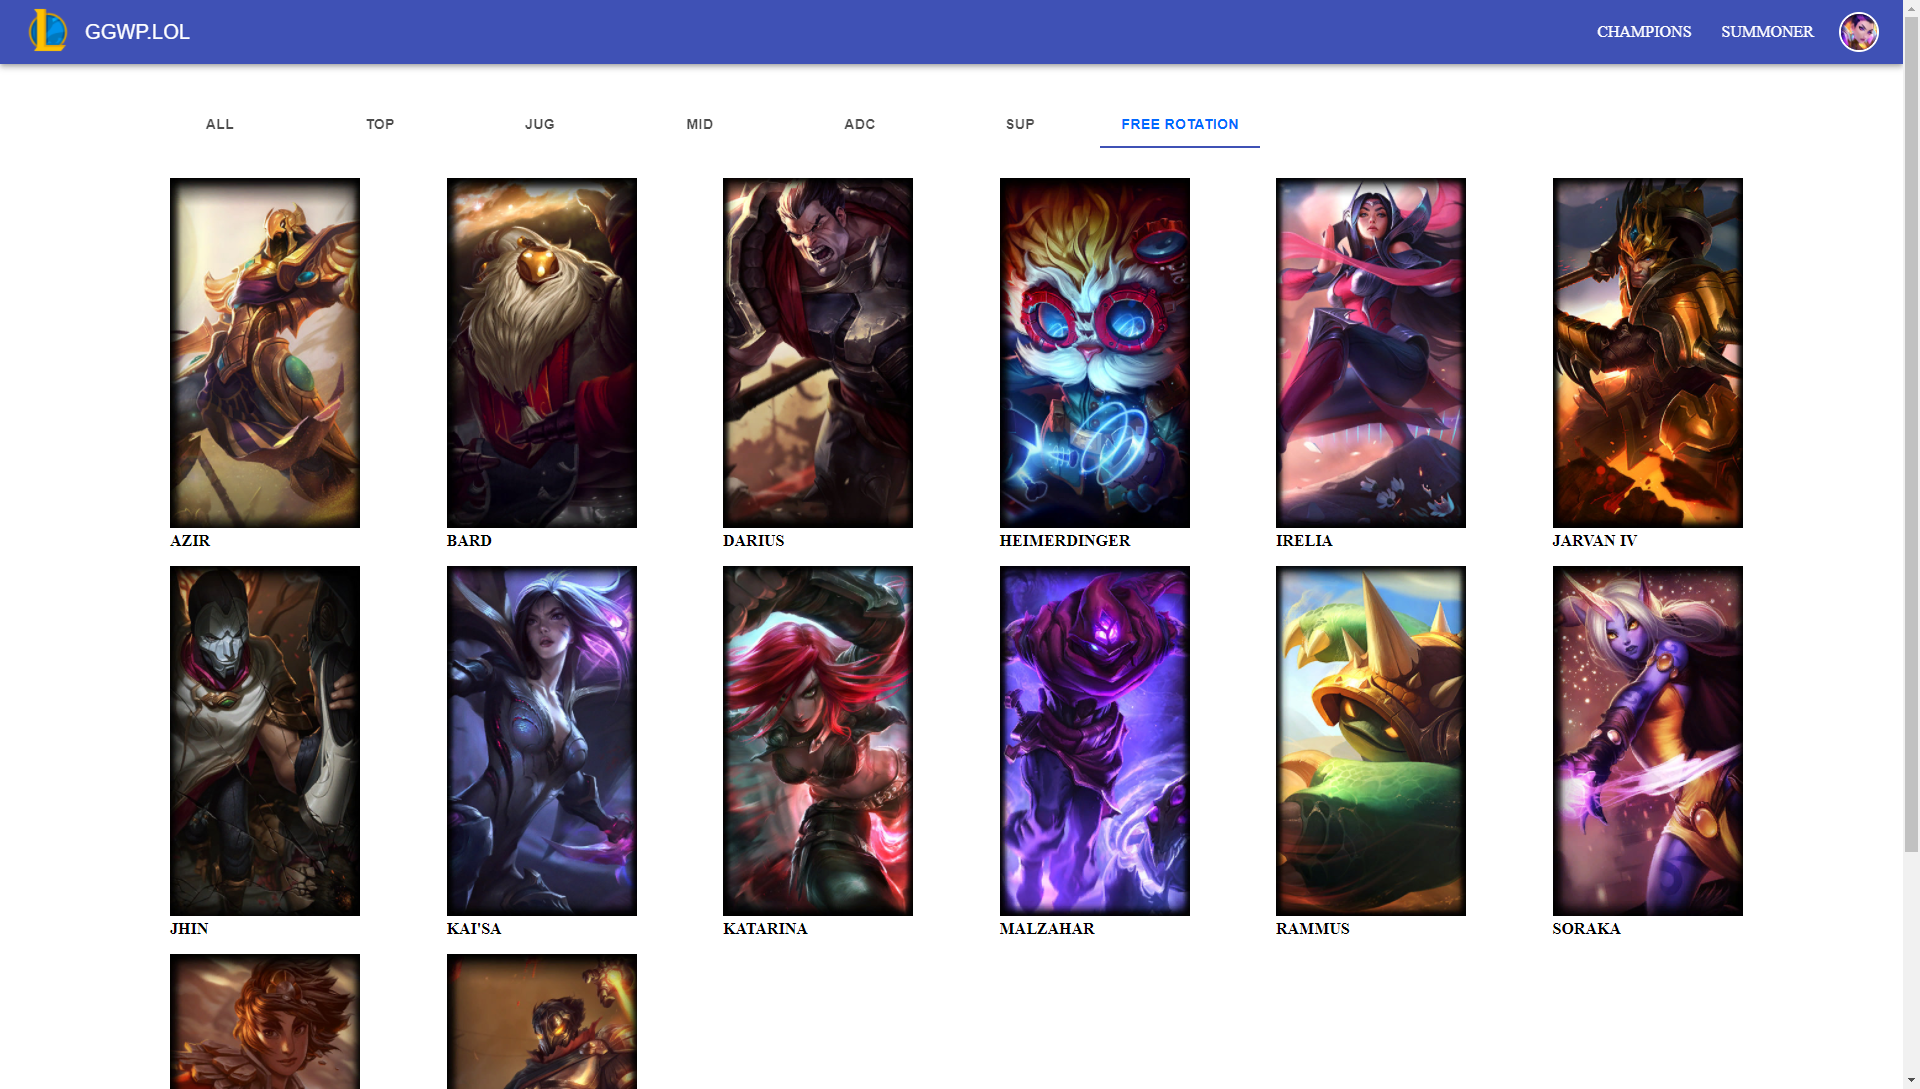 GGWP.LOL
CHAMPIONS
SUMMONER
ALL
TOP
JUG
MID
ADC
SUP
FREE ROTATION
AZIR
BARD
DARIUS
HEIMERDINGER
IRELIA
JARVAN IV
JHIN
KAI'SA
KATARINA
MALZAHAR
RAMMUS
SORAKA